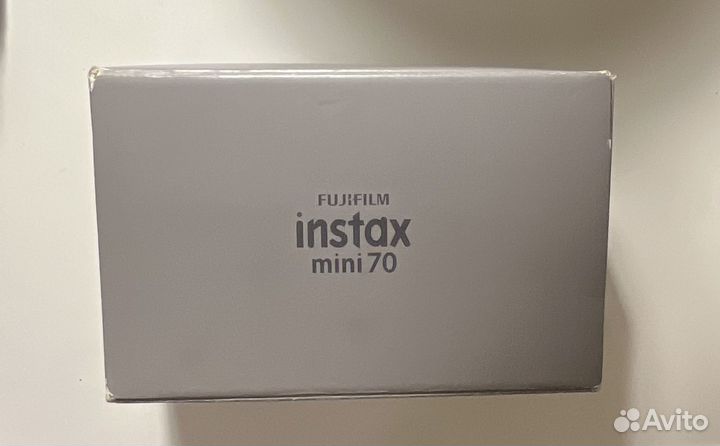 FUJIFILM
instax
mini 70
Avito